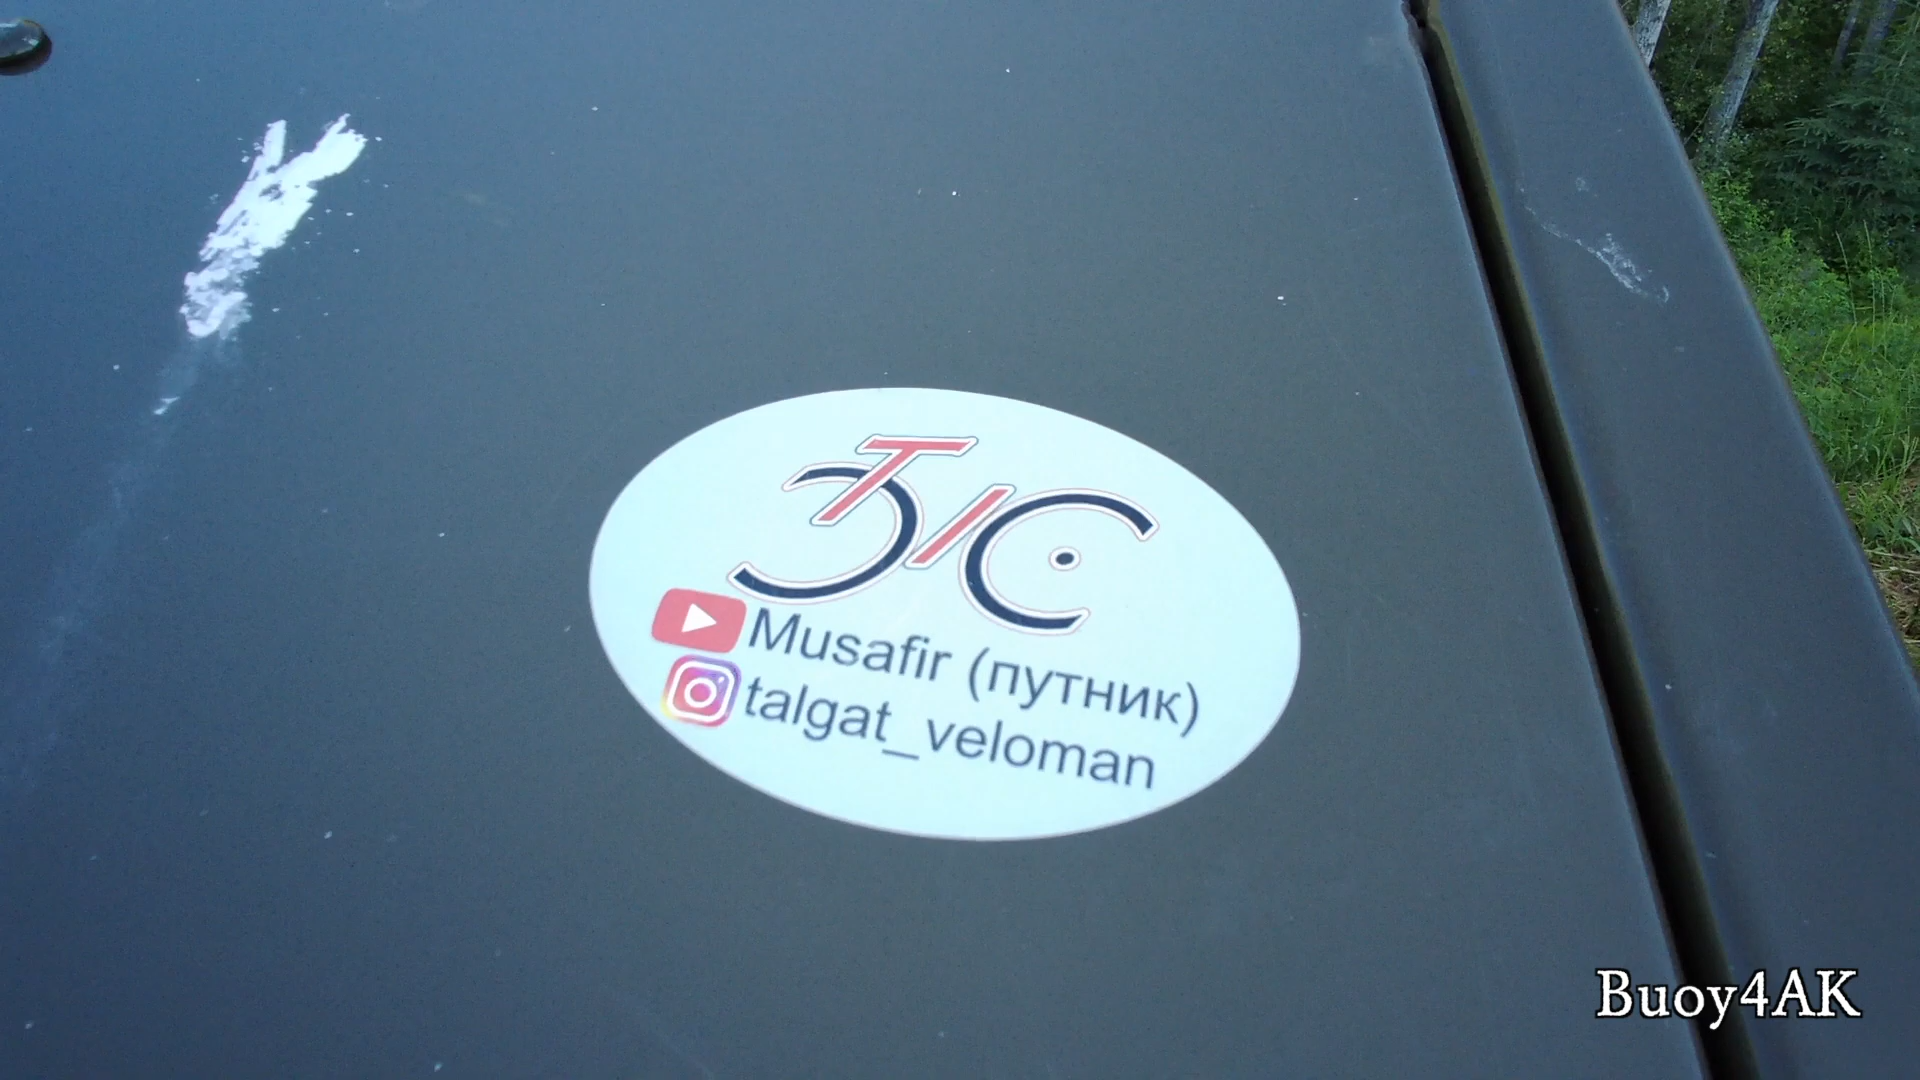 Musafir (путник)
talgat_veloman
Buoy4AK